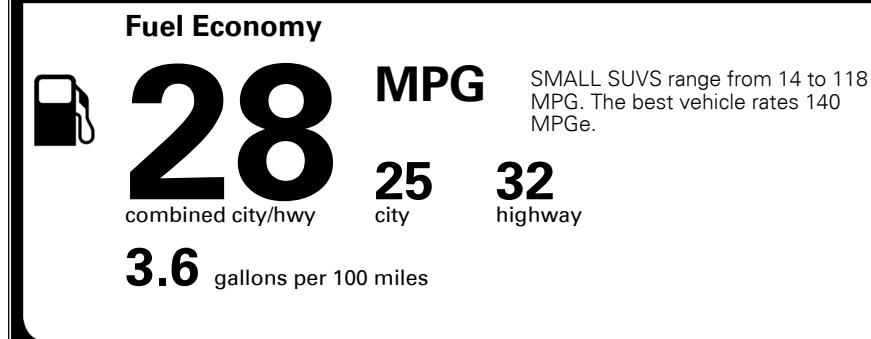 Fuel Economy
28 MPG
SMALL SUVS range from 14 to 118
MPG. The best vehicle rates 140
MPGe.
combined city/hwy
25
city
32
highway
3.6 gallons per 100 miles